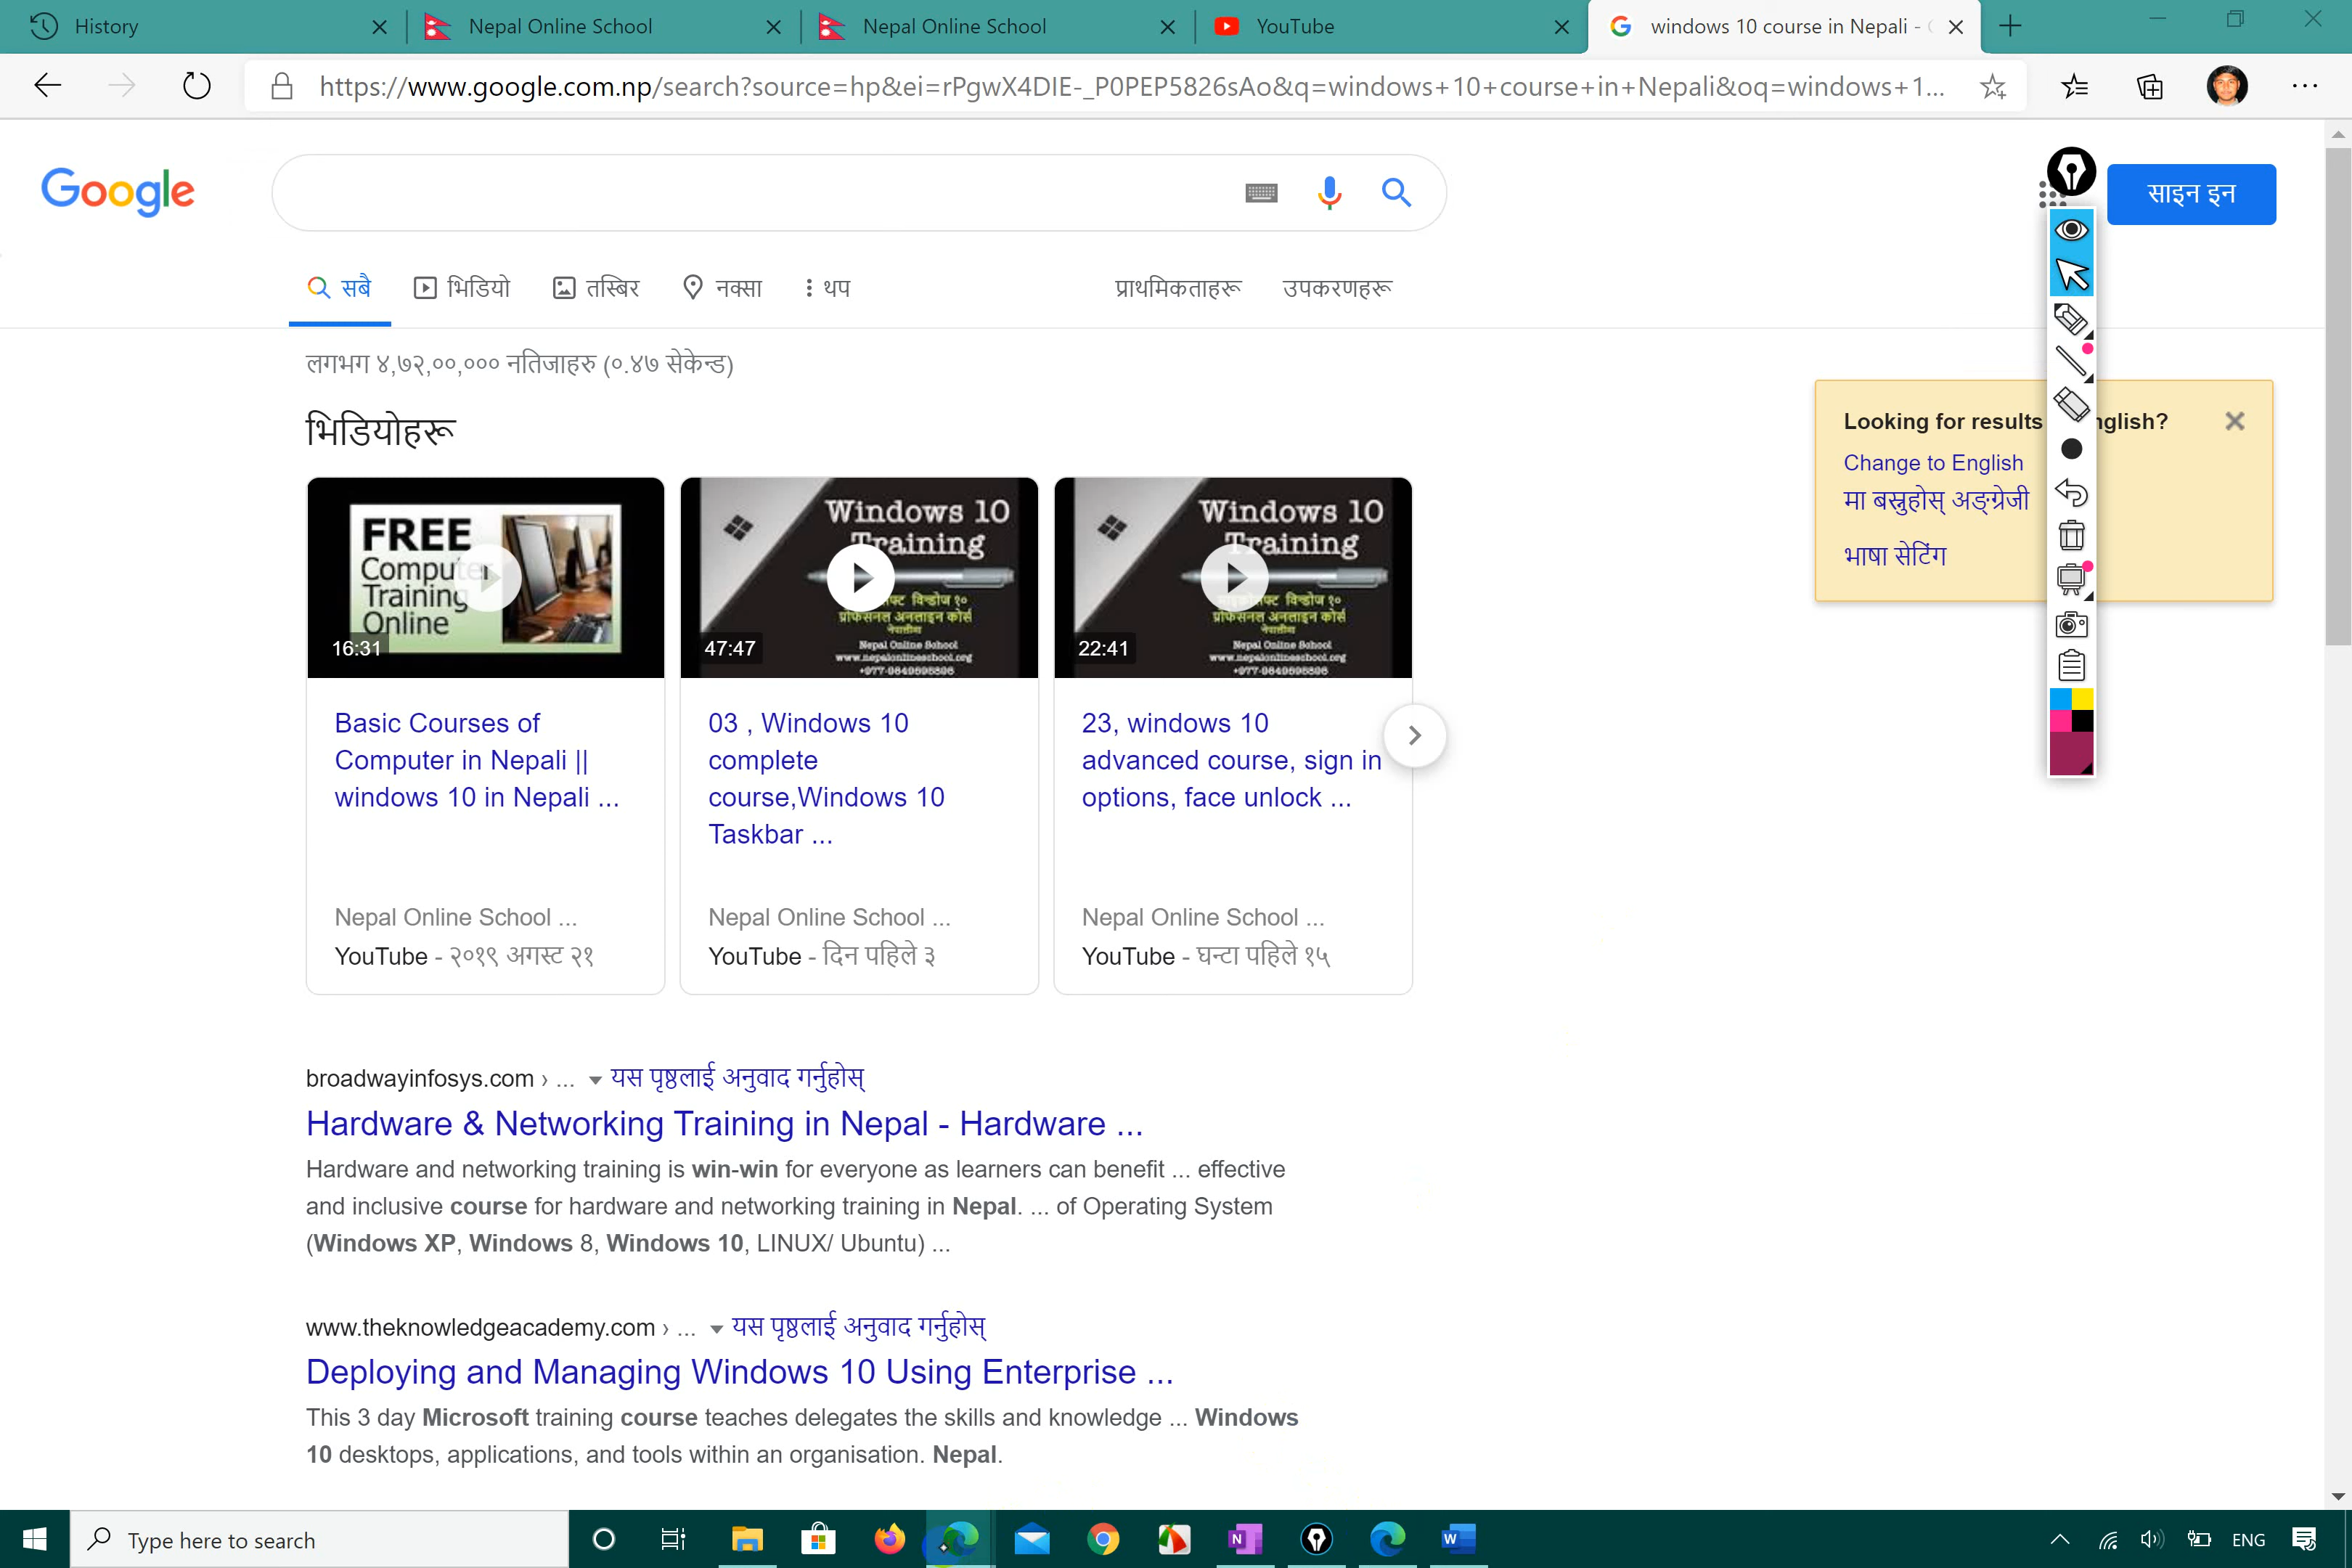 History
Nepal Online School
Nepal Online School
YouTube
windows 10 course in Nepali -
https://www.google.com.np/search?source=hp&ei=rPgwX4DIE-_P0PEP5826sAo&q=windows+10+course+in+Nepali&oq=windows+1...
Google
साइन इन
सबै
भिडियो
तस्बिर
नक्सा
थप
प्राथमिकताहरू
उपकरणहरू
लगभग ४,७२,००,००० नतिजाहरु (०.४७ सेकेन्ड)
भिडियोहरू
FREE
Computer
Training
Online
16:31
Windows 10
Training
प्रोफेसनल अनलाइन कोर्स
नेपालीमा
Nepal Online School
www.nepalonlineschool.org
+977-9849598898
47:47
Windows 10
Training
प्रोफेसनल अनलाइन कोर्स
नेपालीमा
Nepal Online School
www.nepalonlineschool.org
+977-9849598898
22:41
Basic Courses of
Computer in Nepali ||
windows 10 in Nepali ...
Nepal Online School ...
YouTube - २०१९ अगस्ट २१
03 , Windows 10
complete
course,Windows 10
Taskbar ...
Nepal Online School ...
YouTube - दिन पहिले ३
23, windows 10
advanced course, sign in
options, face unlock ...
Nepal Online School ...
YouTube - घन्टा पहिले १५
Looking for results nglish?
Change to English
मा बस्नुहोस् अङ्ग्रेजी
भाषा सेटिंग
broadwayinfosys.com › ... यस पृष्ठलाई अनुवाद गर्नुहोस्
Hardware & Networking Training in Nepal - Hardware ...
Hardware and networking training is win-win for everyone as learners can benefit ... effective
and inclusive course for hardware and networking training in Nepal. ... of Operating System
(Windows XP, Windows 8, Windows 10, LINUX/ Ubuntu) ...
www.theknowledgeacademy.com › ... यस पृष्ठलाई अनुवाद गर्नुहोस्
Deploying and Managing Windows 10 Using Enterprise ...
This 3 day Microsoft training course teaches delegates the skills and knowledge ... Windows
10 desktops, applications, and tools within an organisation. Nepal.
Type here to search
ENG